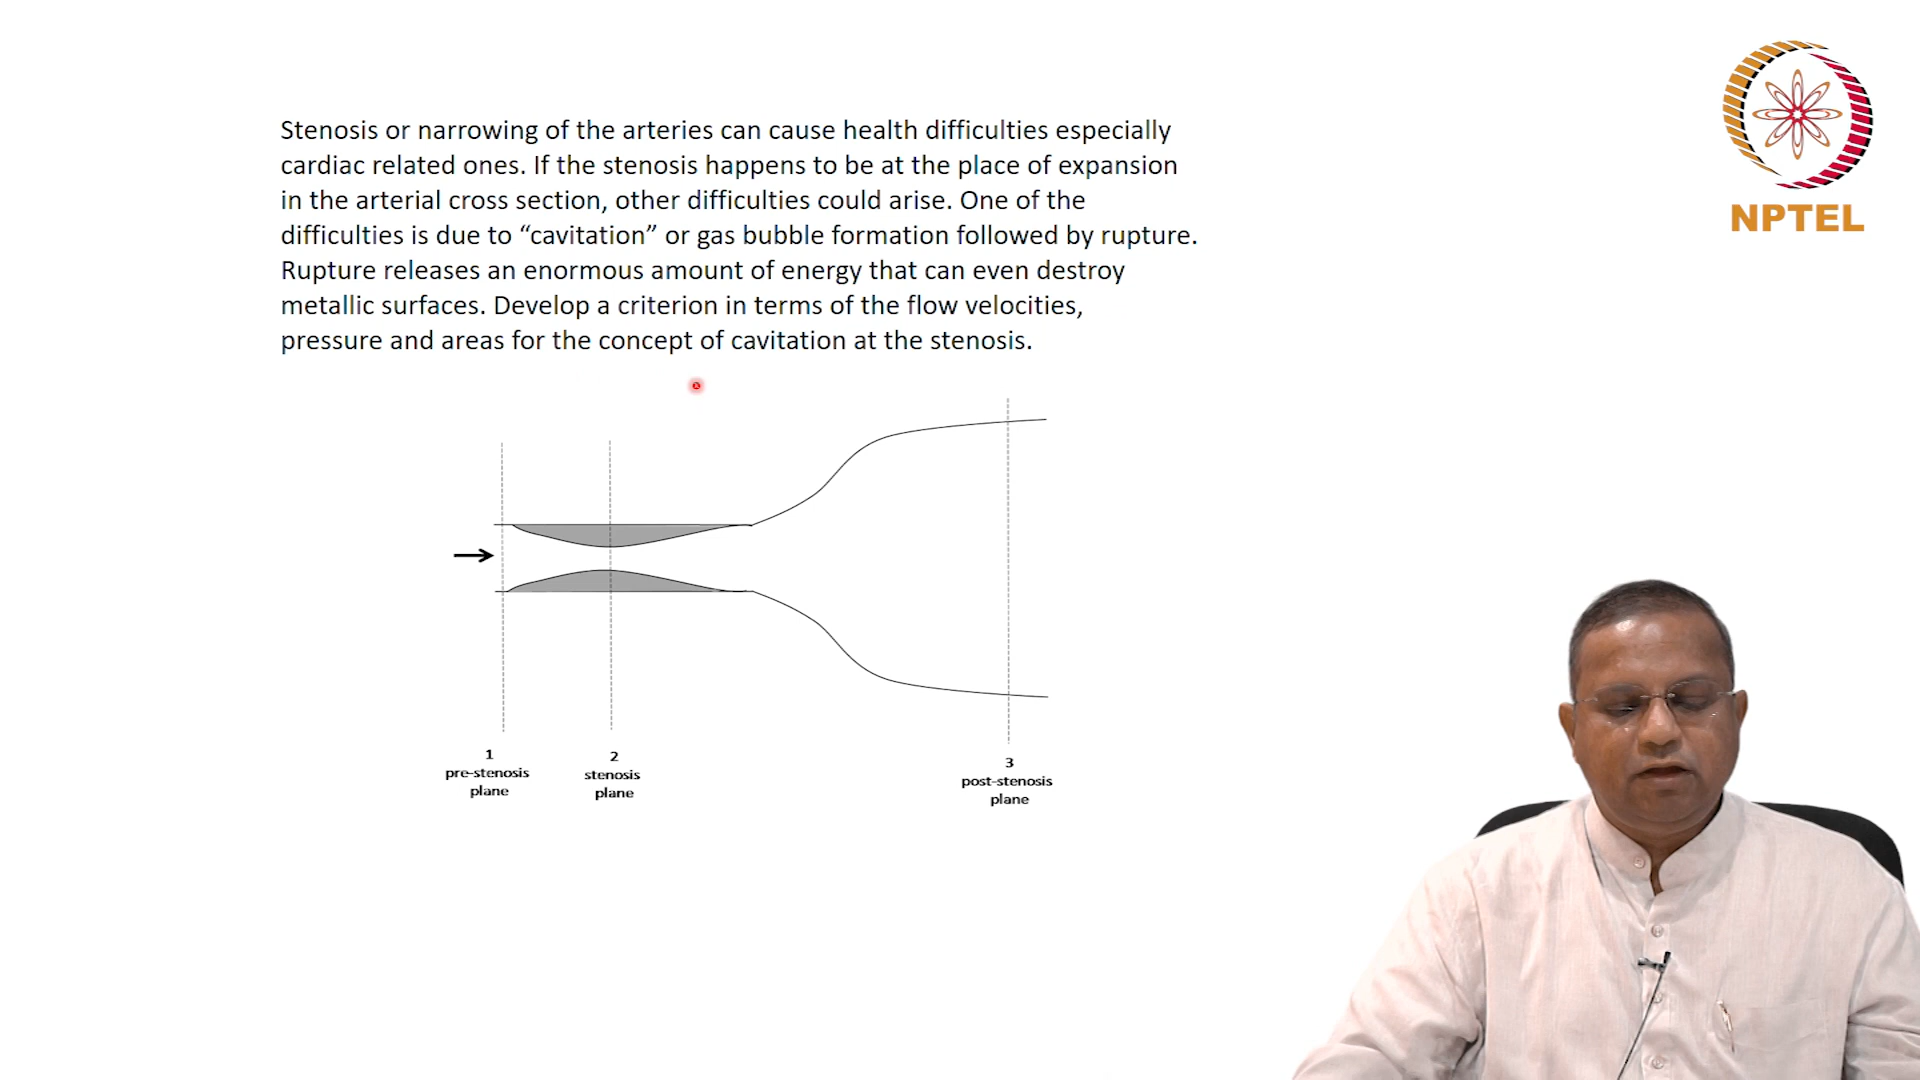 Stenosis or narrowing of the arteries can cause health difficulties especially
cardiac related ones. If the stenosis happens to be at the place of expansion
in the arterial cross section, other difficulties could arise. One of the
difficulties is due to “cavitation” or gas bubble formation followed by rupture.
Rupture releases an enormous amount of energy that can even destroy
metallic surfaces. Develop a criterion in terms of the flow velocities,
pressure and areas for the concept of cavitation at the stenosis.
NPTEL
1
pre-stenosis
plane
2
stenosis
plane
3
post-stenosis
plane